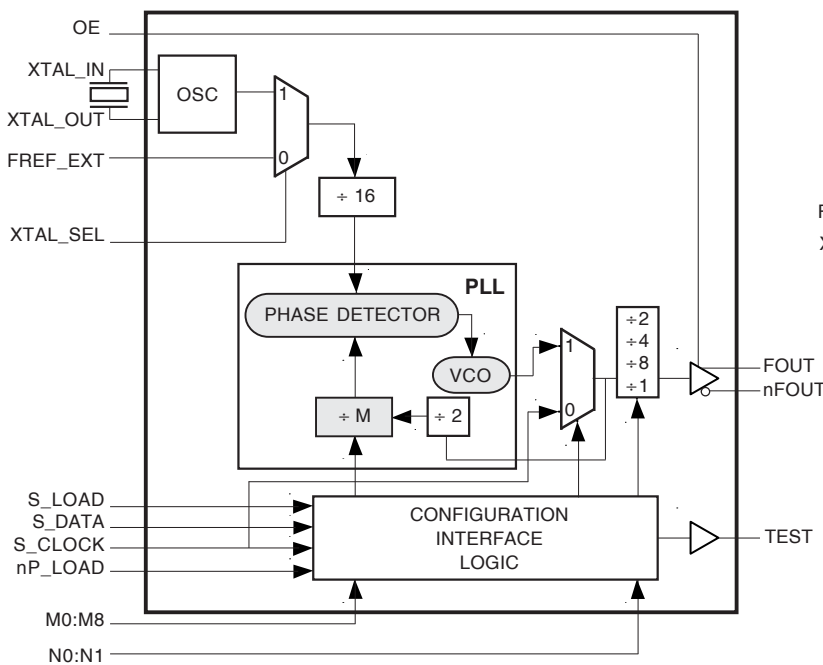 OE
XTAL_IN
OSC
XTAL_OUT
1
FREF_EXT
0
÷ 16
XTAL_SEL
PLL
PHASE DETECTOR
VCO
÷ M
÷ 2
1
0
÷2
÷4
÷8
÷1
FOUT
nFOUT
S_LOAD
S_DATA
S_CLOCK
nP_LOAD
CONFIGURATION
INTERFACE
LOGIC
TEST
M0:M8
N0:N1